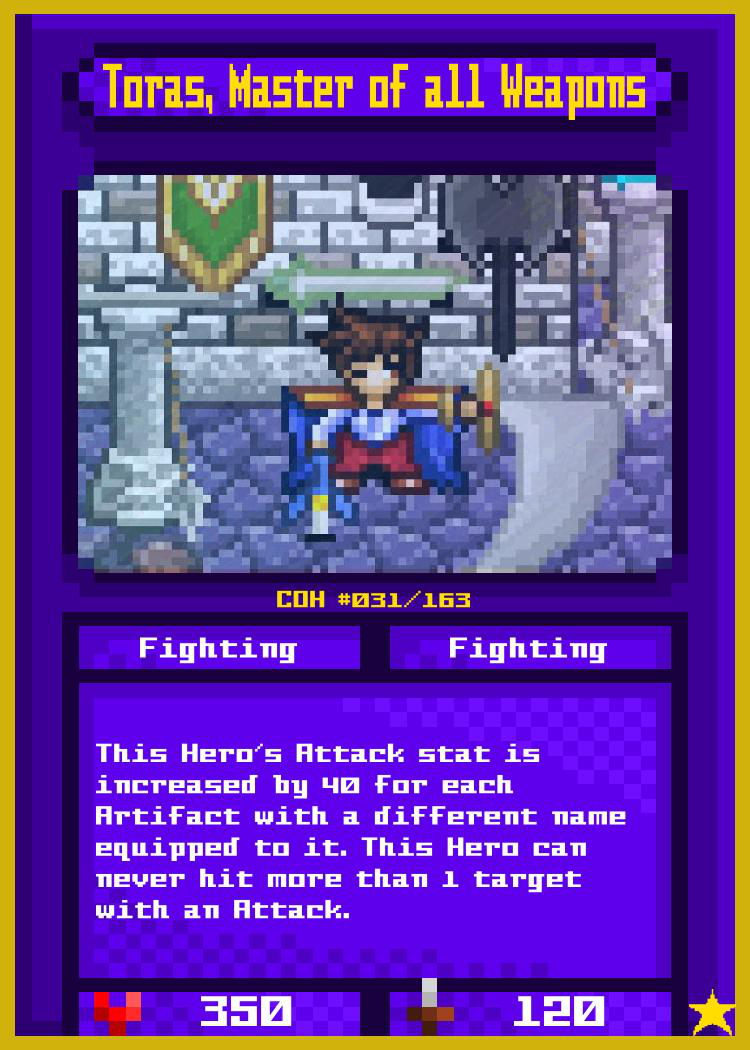 Toras, Master of all Weapons
COH #031/163
Fighting
Fighting
This Hero's Attack stat is
increased by 40 for each
Artifact with a different name
equipped to it. This Hero can
never hit more than 1 target
with an Attack.
350
120